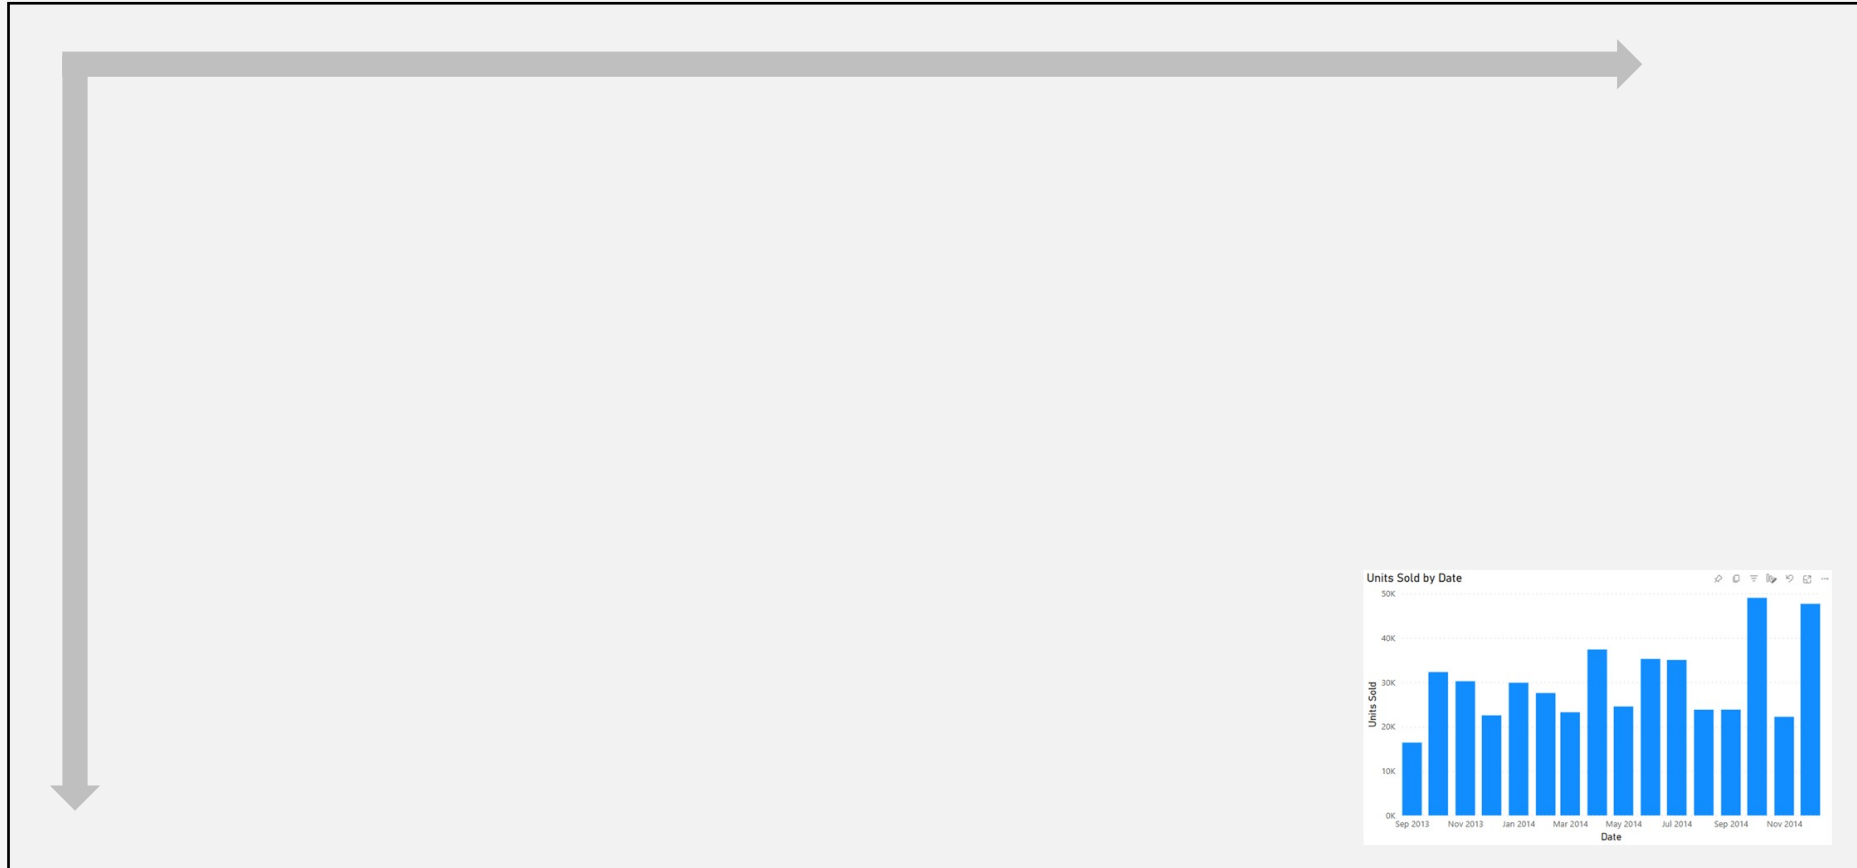 Units Sold by Date
50K
40K
30K
20K
10K
0K
Units Sold
Sep 2013 Nov 2013 Jan 2014 Mar 2014 May 2014 Jul 2014 Sep 2014 Nov 2014
Date